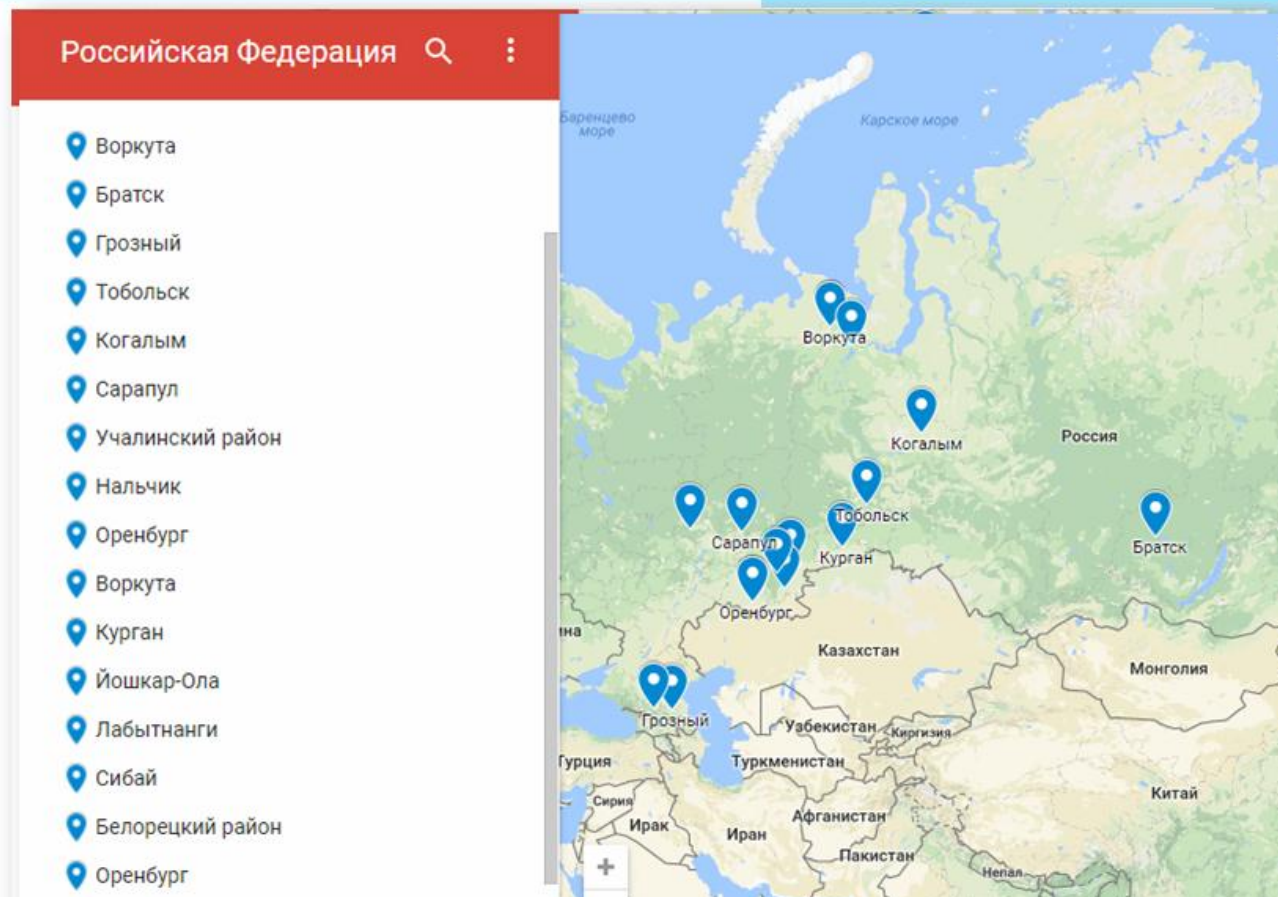 Российская Федерация
Воркута
Братск
Грозный
Тобольск
Когалым
Сарапул
Учалинский район
Нальчик
Оренбург
Воркута
Курган
Йошкар-Ола
Лабытнанги
Сибай
Белорецкий район
Оренбург
Баренцево
море
Карское море
Воркута
Когалым
Россия
Тобольск
Сарапул
Курган
Братск
Оренбург
ина
Казахстан
Монголия
Грозный
Узбекистан
Киргизия
Турция
Туркменистан
Китай
Сирия
Афганистан
Ирак
Иран
Пакистан
Непал
+